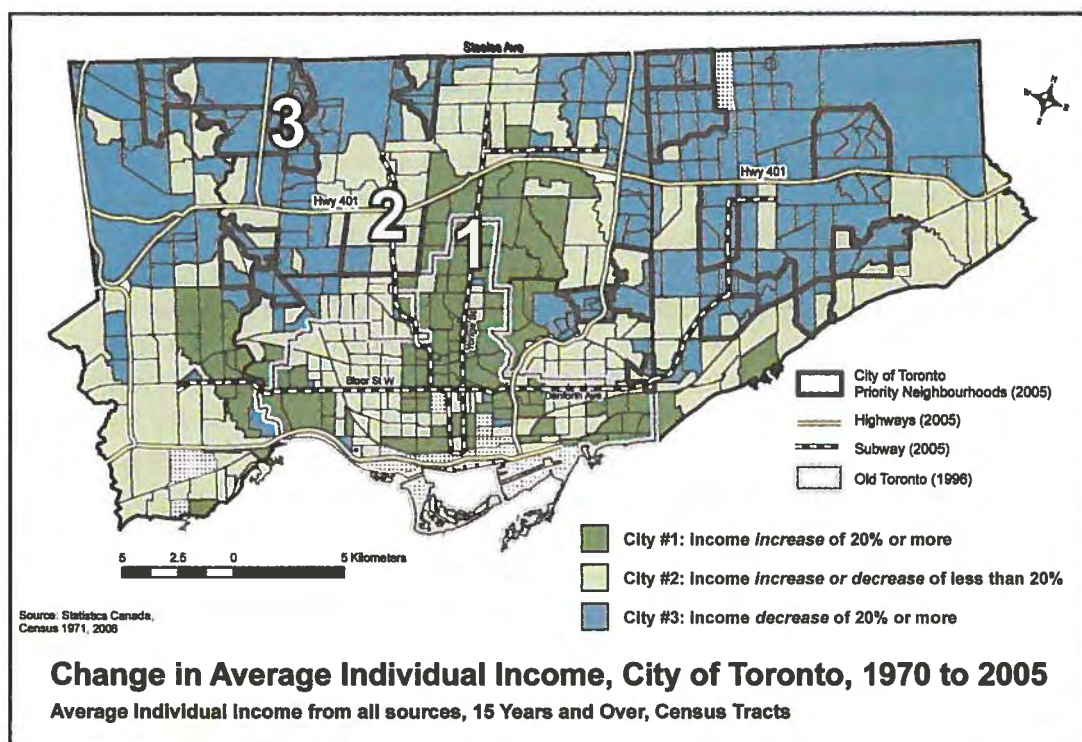 Steeles Ave
3
Hwy 401
Hwy 401
2
1
Yonge St
Bloor St W
Danforth Ave
City of Toronto
Priority Neighbourhoods (2005)
Highways (2005)
Subway (2005)
Old Toronto (1996)
5 2.5 0 5 Kilometers
City #1: Income increase of 20% or more
City #2: Income increase or decrease of less than 20%
City #3: Income decrease of 20% or more
Source: Statistics Canada,
Census 1971, 2006
Change in Average Individual Income, City of Toronto, 1970 to 2005
Average Individual Income from all sources, 15 Years and Over, Census Tracts